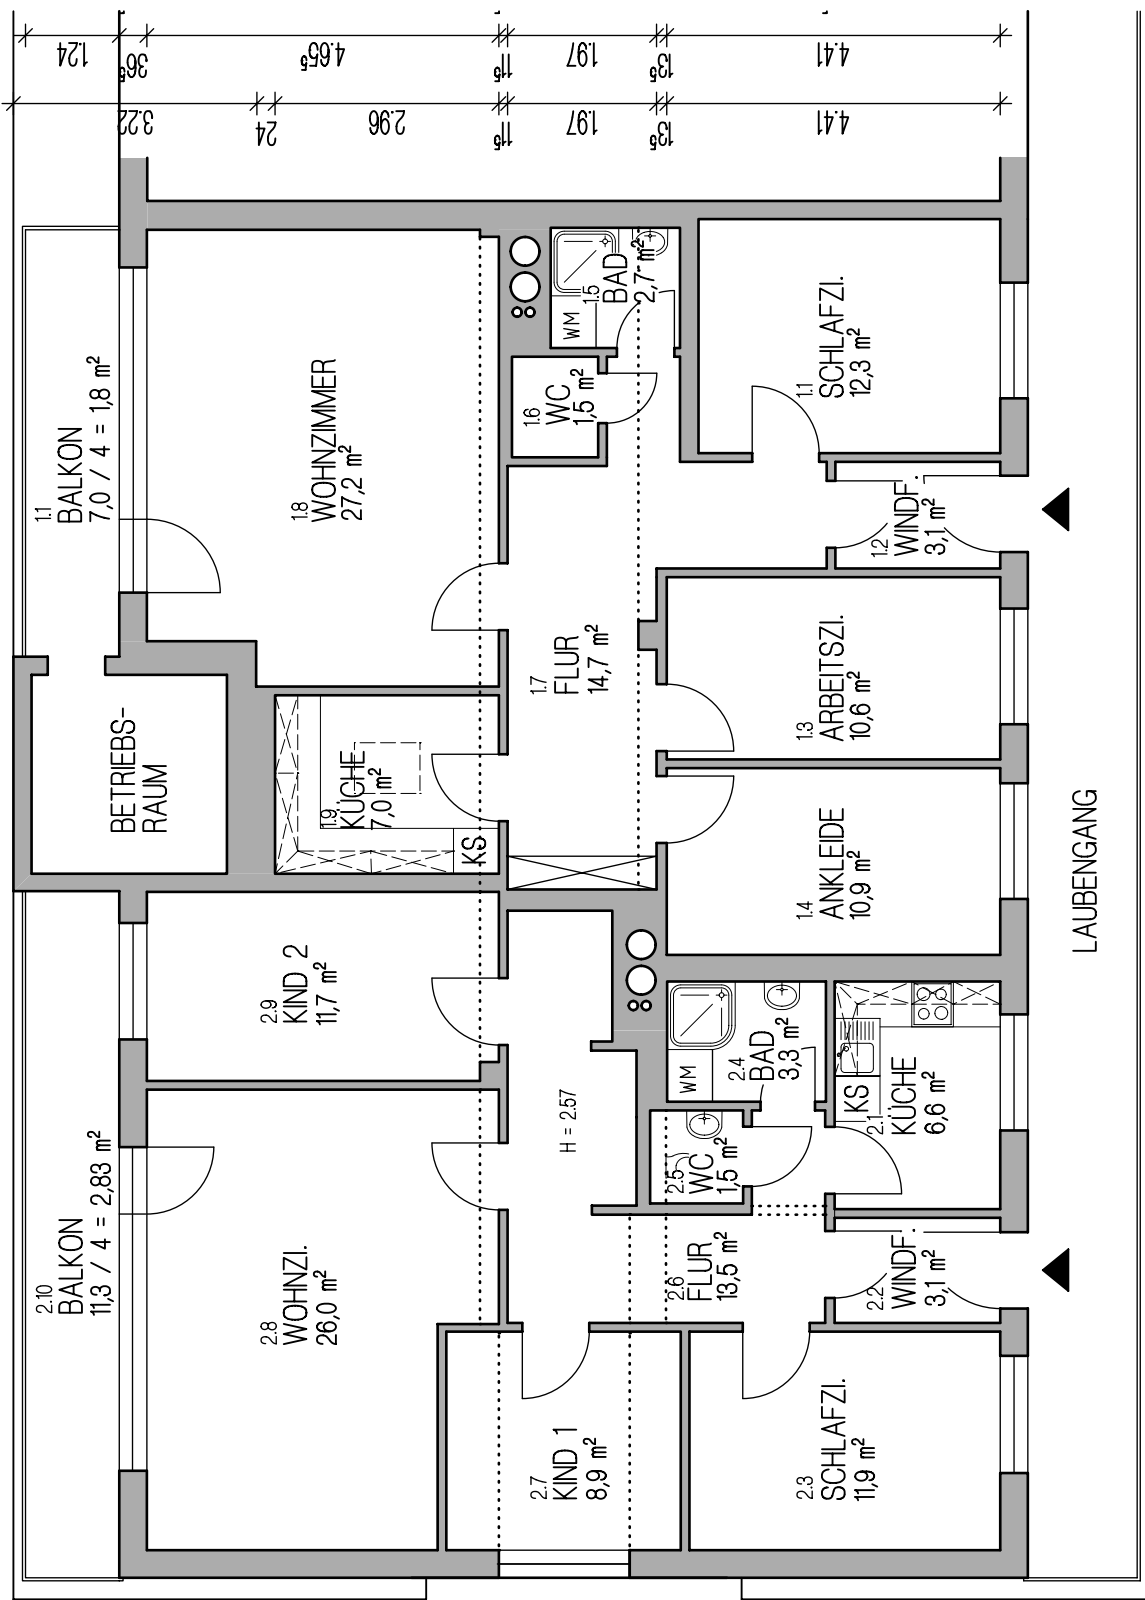 1.24
36⁵
4.65⁵
11⁵
1.97
13⁵
4.41
3.22
24
2.96
11⁵
1.97
13⁵
4.41
1.1
BALKON
7,0 / 4 = 1,8 m²
1.8
WOHNZIMMER
27,2 m²
WM
1.5
BAD
2,7 m²
1.6
WC
1,5 m²
1.1
SCHLAFZI.
12,3 m²
1.2
WINDF.
3,1 m²
1.7
FLUR
14,7 m²
1.3
ARBEITSZI.
10,6 m²
BETRIEBS-
RAUM
1.9
KÜCHE
7,0 m²
KS
1.4
ANKLEIDE
10,9 m²
LAUBENGANG
2.9
KIND 2
11,7 m²
H = 2.57
WM
2.4
BAD
3,3 m²
KS
2.1
KÜCHE
6,6 m²
2.5
WC
1,5 m²
2.10
BALKON
11,3 / 4 = 2,83 m²
2.8
WOHNZI.
26,0 m²
2.6
FLUR
13,5 m²
2.2
WINDF.
3,1 m²
2.7
KIND 1
8,9 m²
2.3
SCHLAFZI.
11,9 m²